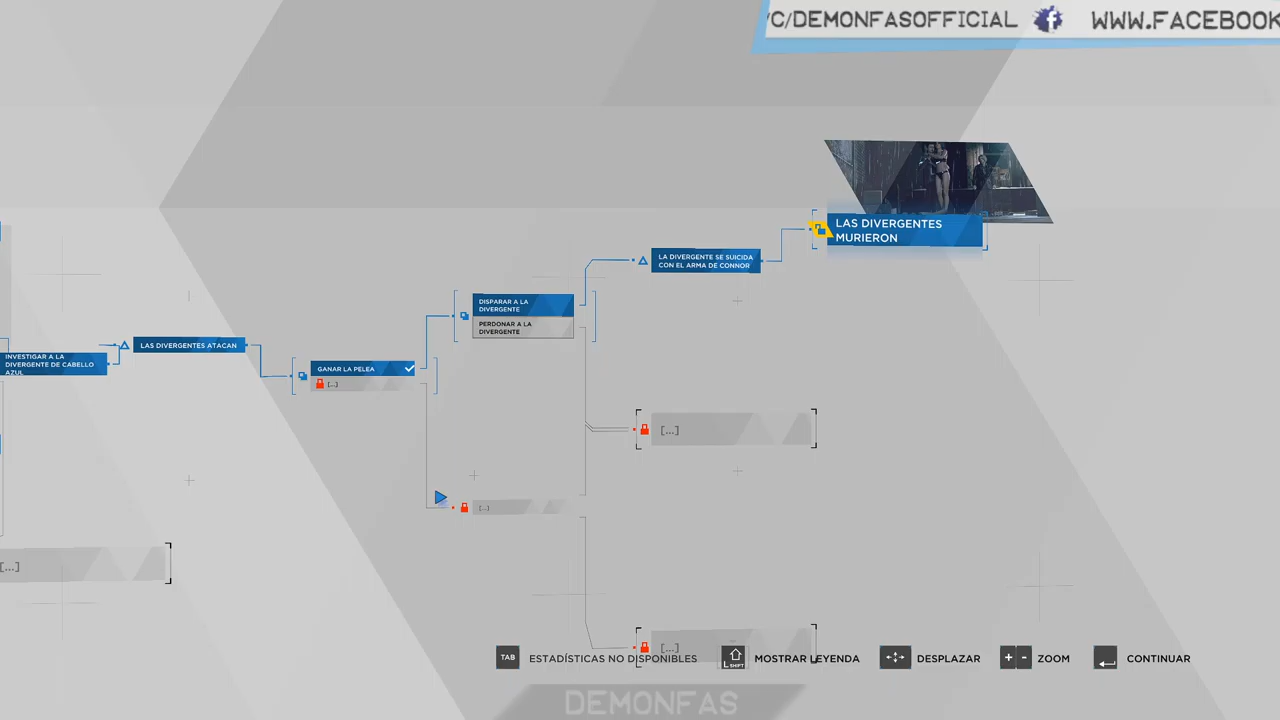 /C/DEMONFASOFFICIAL WWW.FACEBOOK
LAS DIVERGENTES
MURIERON
LA DIVERGENTE SE SUICIDA
CON EL ARMA DE CONNOR
DISPARAR A LA
DIVERGENTE
PERDONAR A LA
DIVERGENTE
LAS DIVERGENTES ATACAN
INVESTIGAR A LA
DIVERGENTE DE CABELLO
AZUL
GANAR LA PELEA
[...]
[...]
[...]
[...]
[...]
TAB ESTADÍSTICAS NO DISPONIBLES L SHIFT MOSTRAR LEYENDA DESPLAZAR + - ZOOM CONTINUAR
DEMONFAS